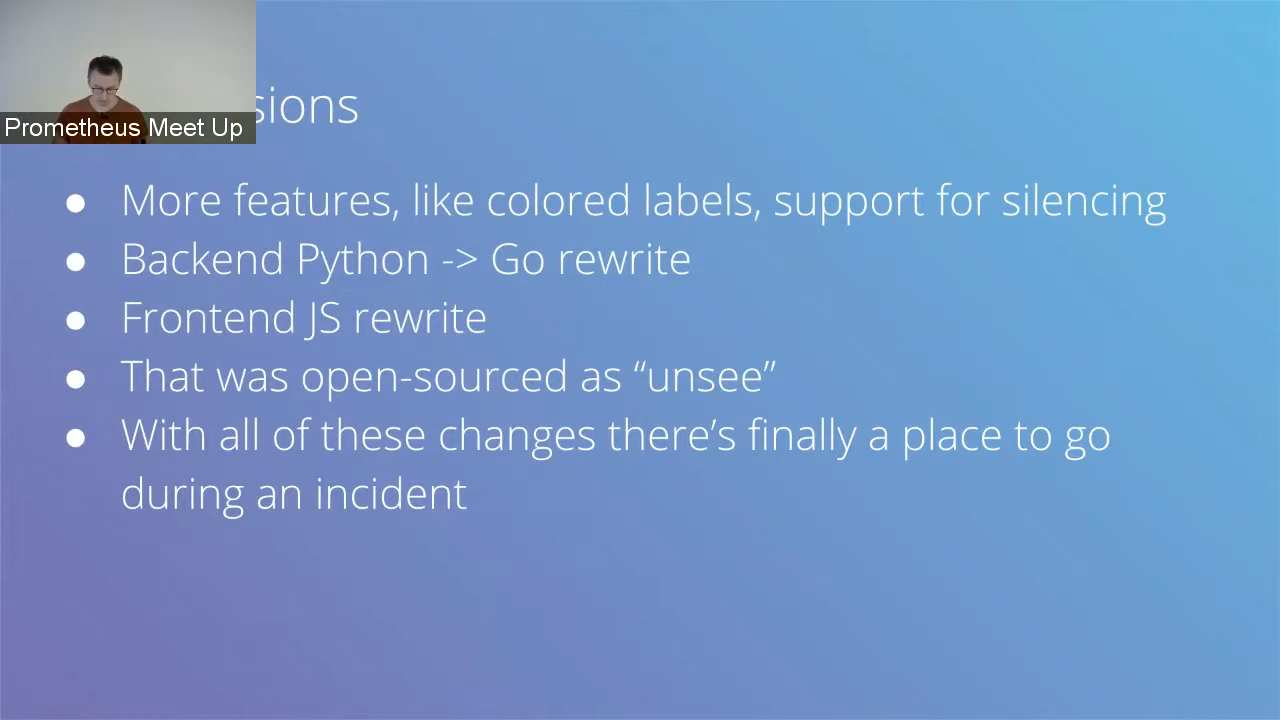 Prometheus Meet Up
sions
● More features, like colored labels, support for silencing
● Backend Python -> Go rewrite
● Frontend JS rewrite
● That was open-sourced as “unsee”
● With all of these changes there’s finally a place to go
during an incident